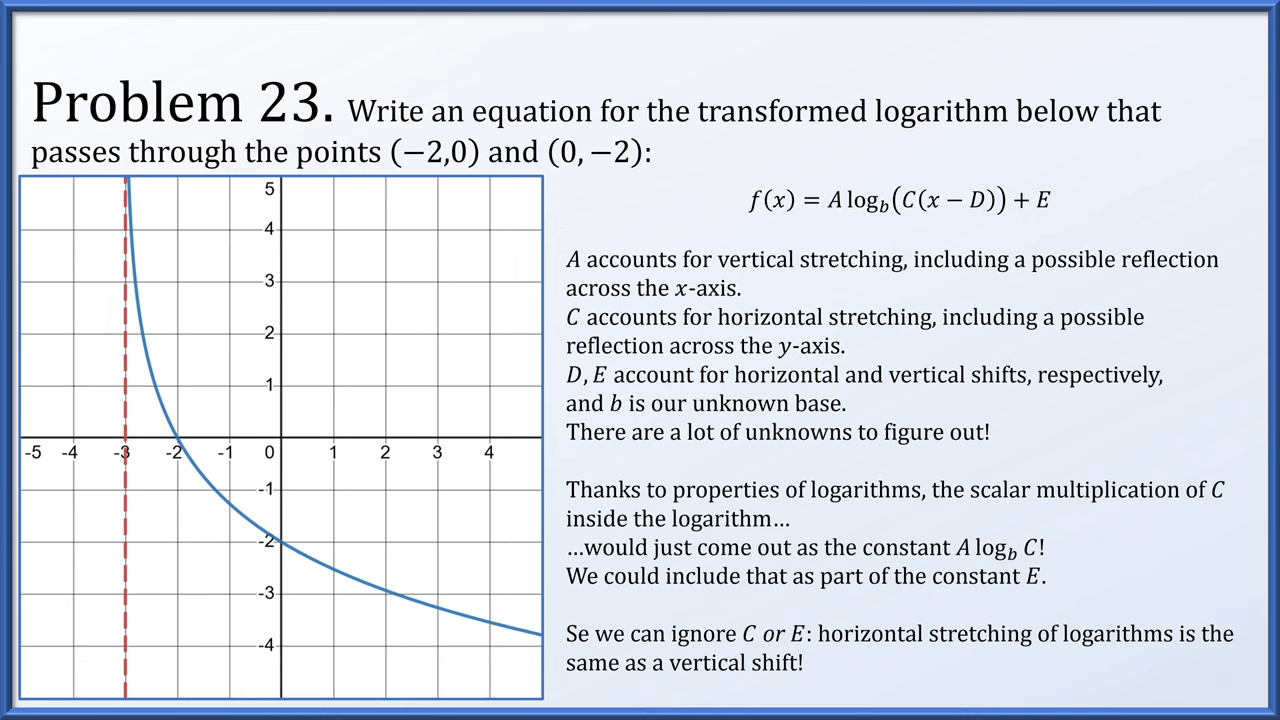 Problem 23. Write an equation for the transformed logarithm below that
passes through the points (−2,0) and (0, −2):
f(x) = A log_b(C(x − D)) + E
A accounts for vertical stretching, including a possible reflection
across the x-axis.
C accounts for horizontal stretching, including a possible
reflection across the y-axis.
D, E account for horizontal and vertical shifts, respectively,
and b is our unknown base.
There are a lot of unknowns to figure out!
Thanks to properties of logarithms, the scalar multiplication of C
inside the logarithm…
…would just come out as the constant A log_b C!
We could include that as part of the constant E.
Se we can ignore C or E: horizontal stretching of logarithms is the
same as a vertical shift!
5
4
3
2
1
-5 -4 -3 -2 -1 0 1 2 3 4
-1
-2
-3
-4